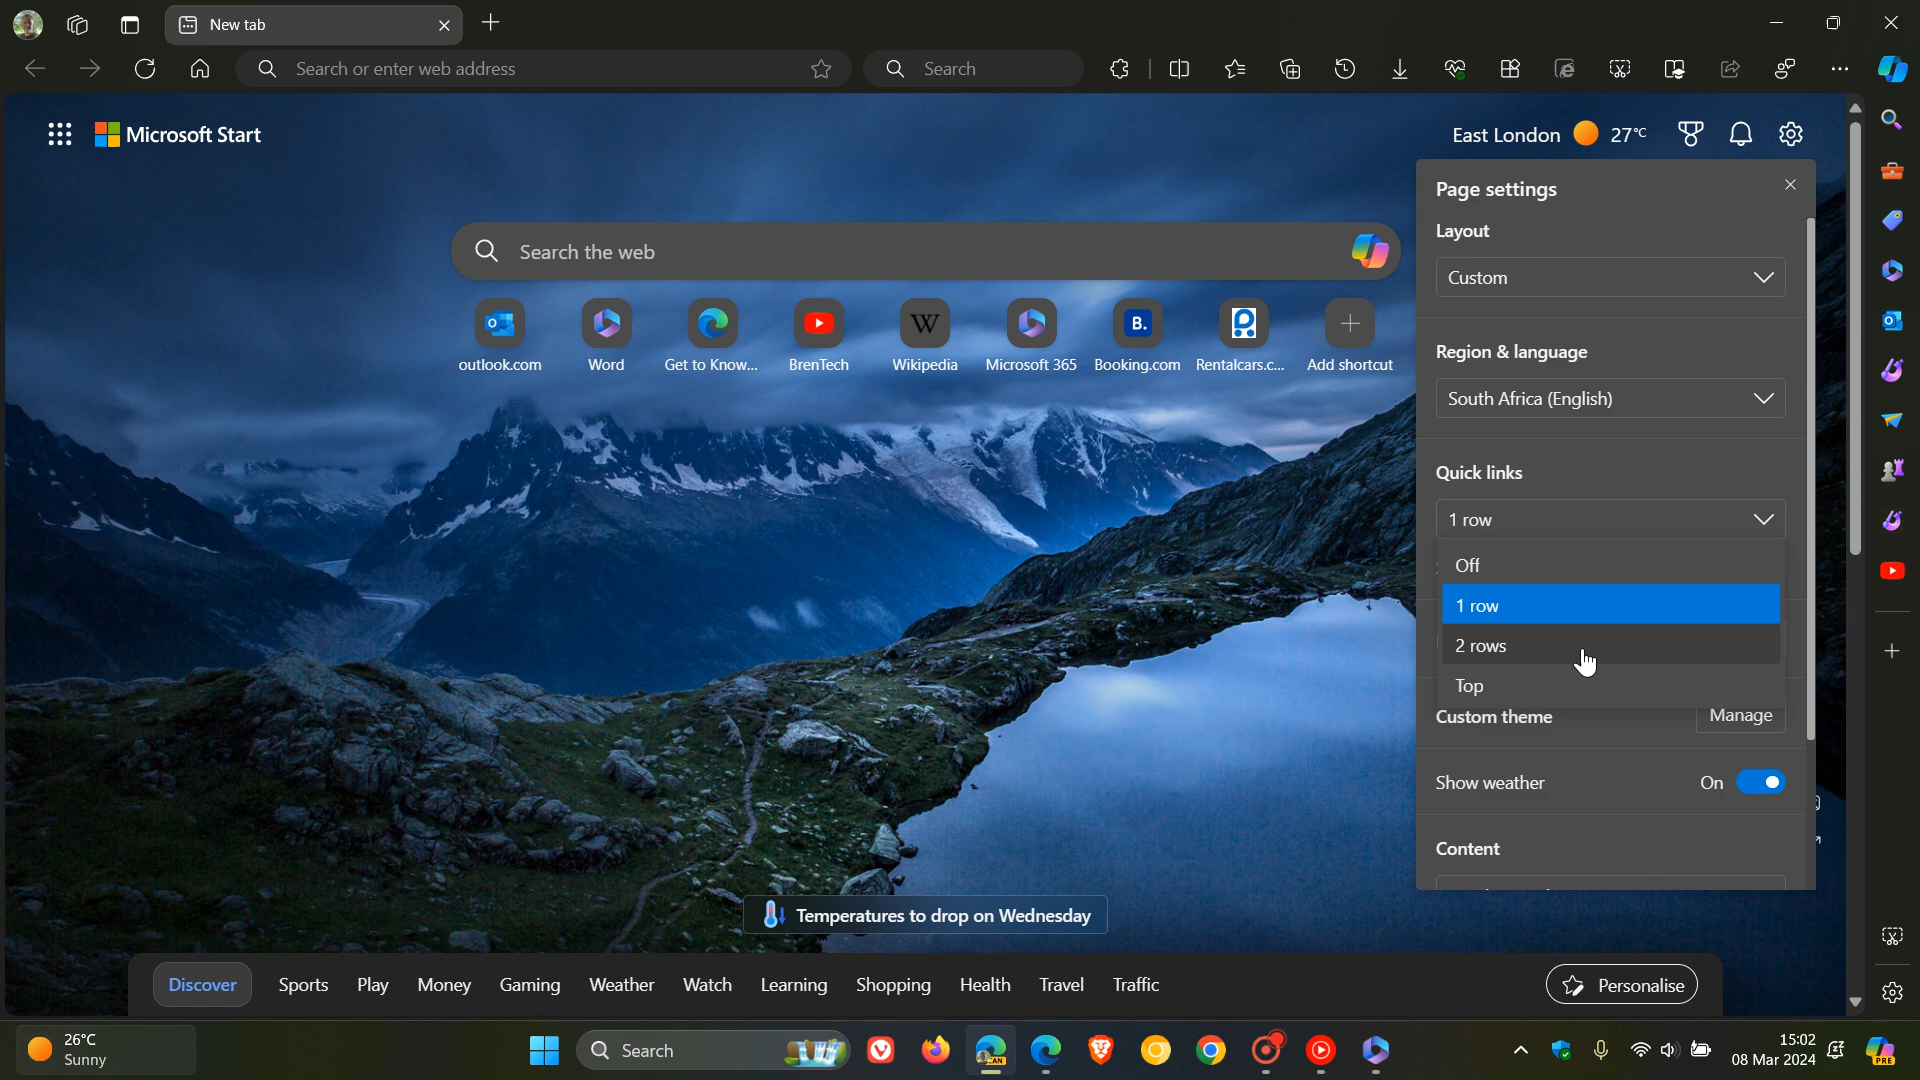 New tab
Search or enter web address
Search
Microsoft Start
East London 27°C
Page settings
Layout
Custom
Region & language
South Africa (English)
Quick links
1 row
Off
1 row
2 rows
Top
Custom theme
Manage
Show weather
On
Content
Search the web
outlook.com
Word
Get to Know...
BrenTech
W
Wikipedia
Microsoft 365
B.
Booking.com
Rentalcars.c...
Add shortcut
Temperatures to drop on Wednesday
Discover
Sports
Play
Money
Gaming
Weather
Watch
Learning
Shopping
Health
Travel
Traffic
Personalise
26°C
Sunny
Search
CAN
15:02
08 Mar 2024
PRE